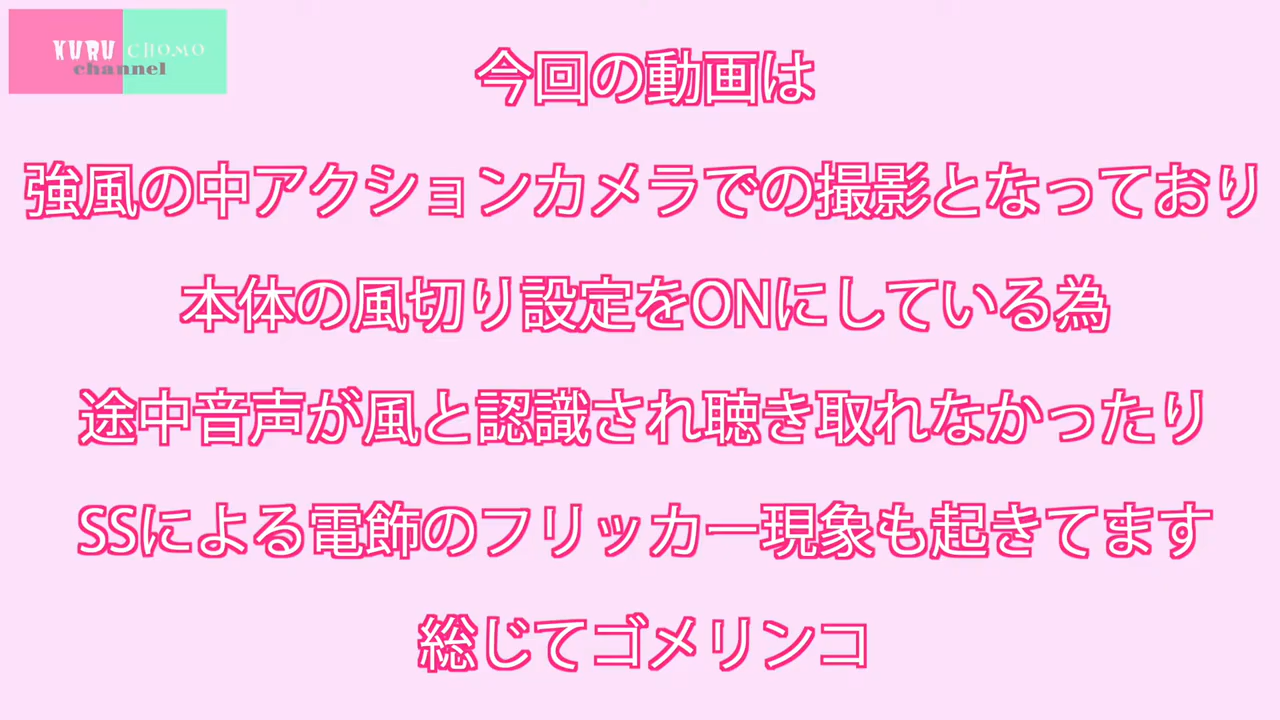 KURU CHOMO
channel
今回の動画は
強風の中アクションカメラでの撮影となっており
本体の風切り設定をONにしている為
途中音声が風と認識され聴き取れなかったり
SSによる電飾のフリッカー現象も起きてます
総じてゴメリンコ